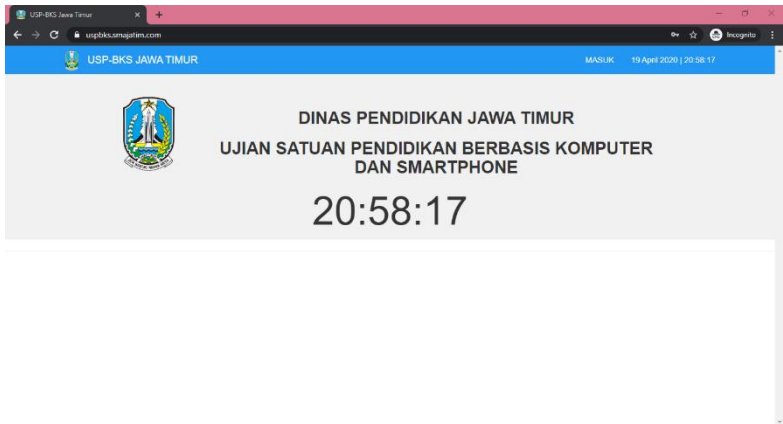 USP-BKS Jawa Timur
uspbks.smajatim.com
Incognito
USP-BKS JAWA TIMUR
MASUK
19 April 2020 | 20:58:17
DINAS PENDIDIKAN JAWA TIMUR
UJIAN SATUAN PENDIDIKAN BERBASIS KOMPUTER
DAN SMARTPHONE
20:58:17